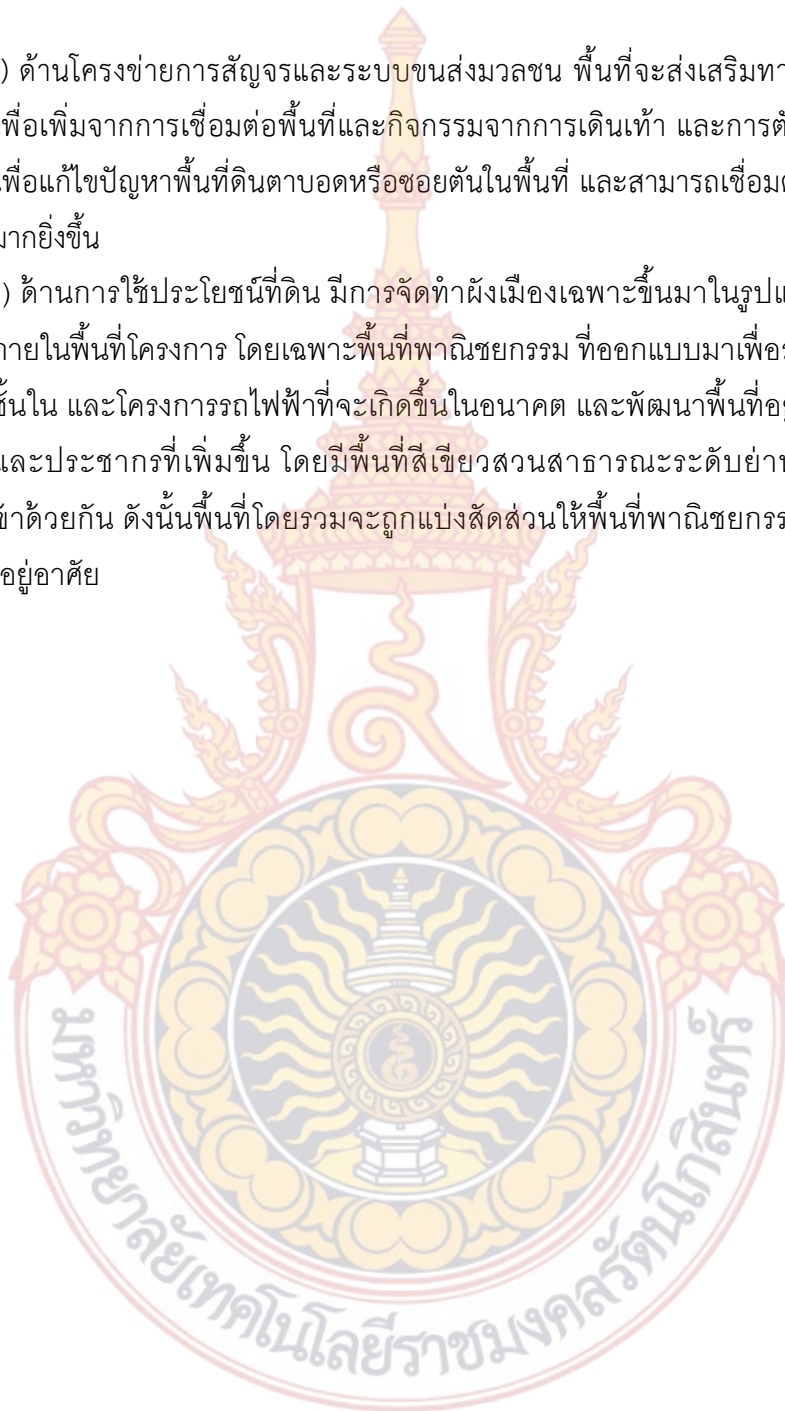 ) ด้านโครงข่ายการสัญจรและระบบขนส่งมวลชน พื้นที่จะส่งเสริมทา
พื่อเพิ่มจากการเชื่อมต่อพื้นที่และกิจกรรมจากการเดินเท้า และการตั
พื่อแก้ไขปัญหาพื้นที่ดินตาบอดหรือซอยตันในพื้นที่ และสามารถเชื่อมต
มากยิ่งขึ้น
) ด้านการใช้ประโยชน์ที่ดิน มีการจัดทำผังเมืองเฉพาะขึ้นมาในรูปแ
ายในพื้นที่โครงการ โดยเฉพาะพื้นที่พาณิชยกรรม ที่ออกแบบมาเพื่อร
ชั้นใน และโครงการรถไฟฟ้าที่จะเกิดขึ้นในอนาคต และพัฒนาพื้นที่อยู
และประชากรที่เพิ่มขึ้น โดยมีพื้นที่สีเขียวสวนสาธารณะระดับย่าน
ข้าด้วยกัน ดังนั้นพื้นที่โดยรวมจะถูกแบ่งสัดส่วนให้พื้นที่พาณิชยกรร
อยู่อาศัย
มหาวิทยาลัยเทคโนโลยีราชมงคลรัตนโกสินทร์